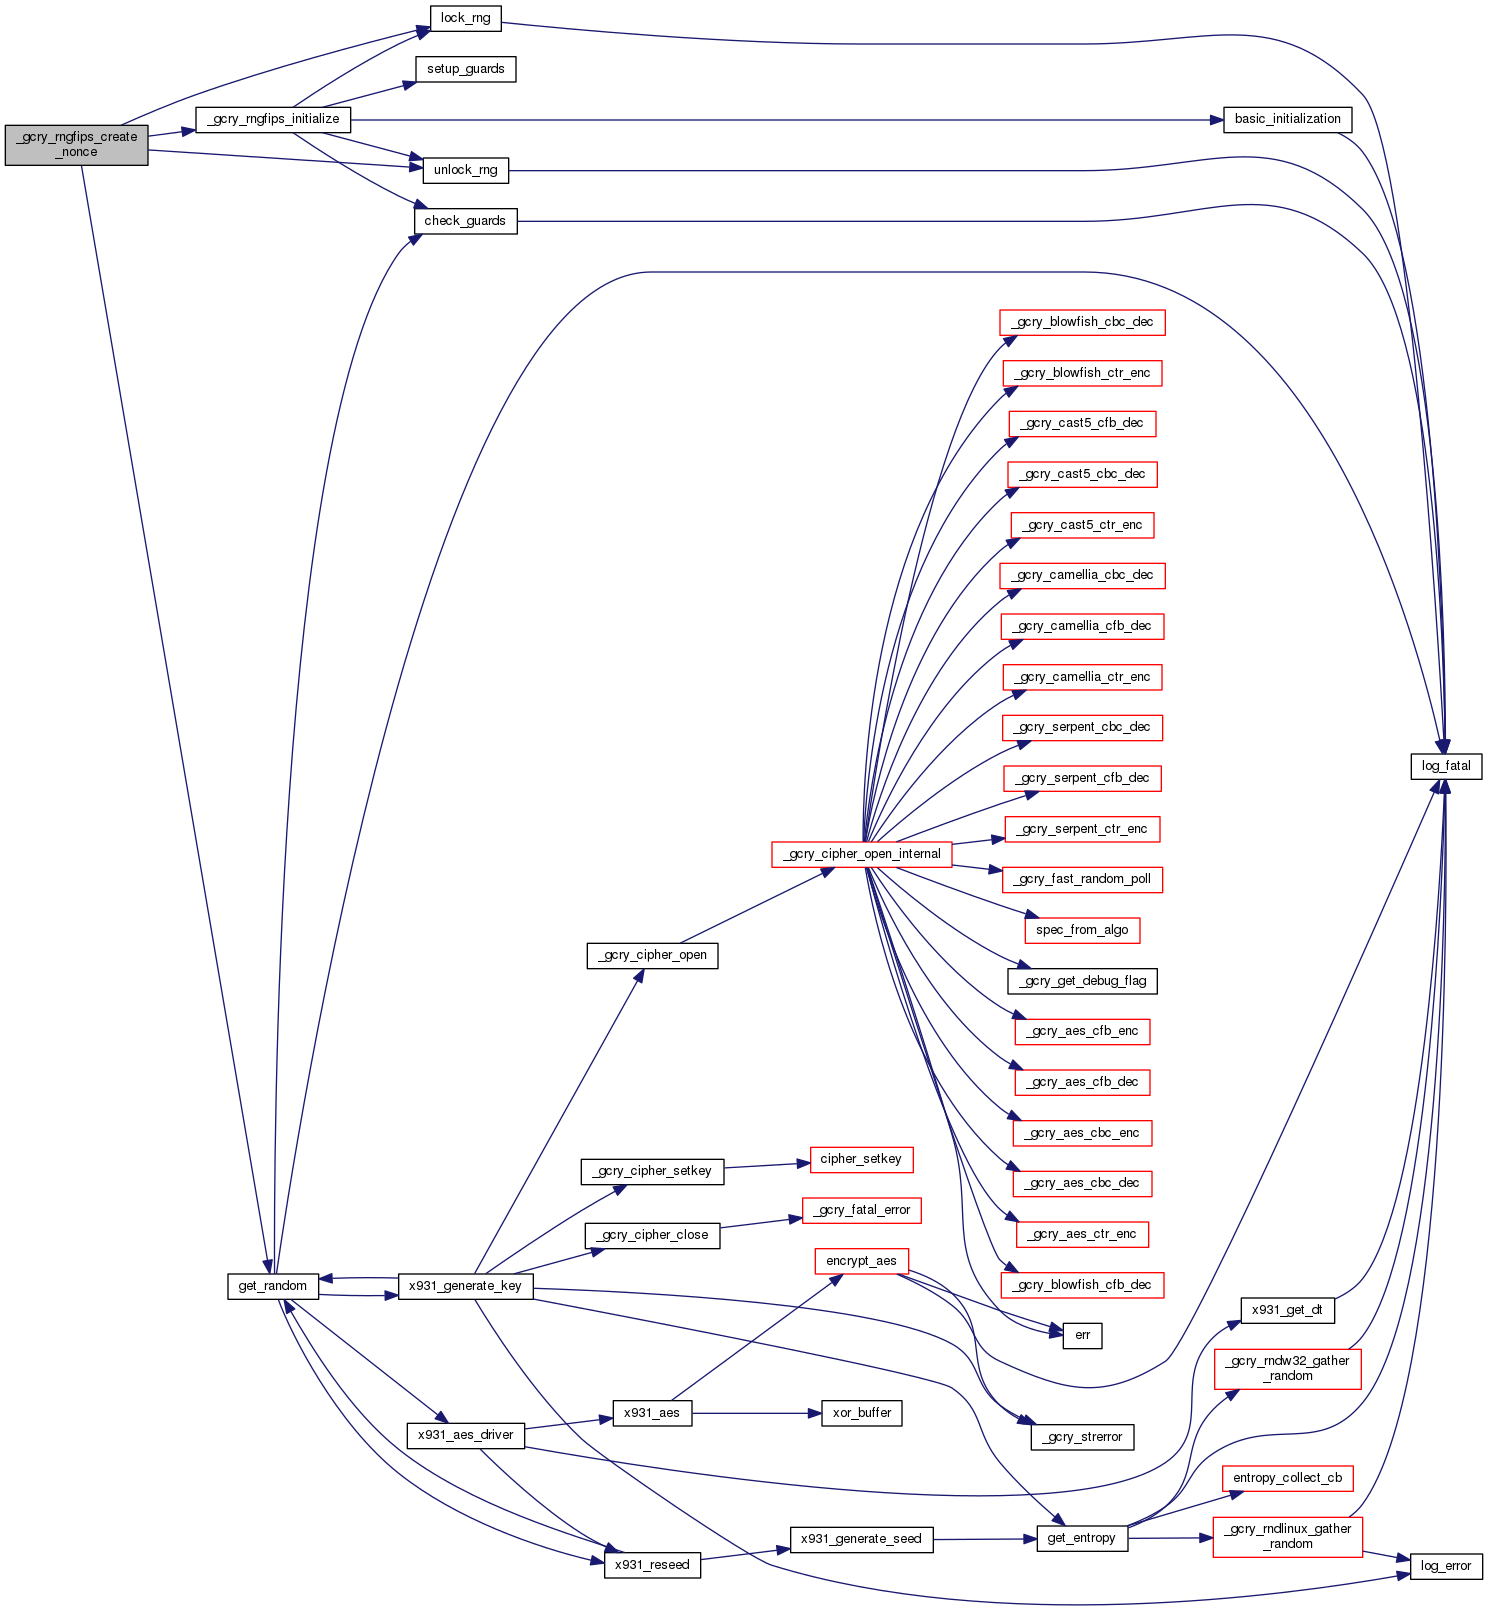 lock_rng
setup_guards
_gcry_rngfips_create
_nonce
_gcry_rngfips_initialize
basic_initialization
unlock_rng
check_guards
_gcry_blowfish_cbc_dec
_gcry_blowfish_ctr_enc
_gcry_cast5_cfb_dec
_gcry_cast5_cbc_dec
_gcry_cast5_ctr_enc
_gcry_camellia_cbc_dec
_gcry_camellia_cfb_dec
_gcry_camellia_ctr_enc
_gcry_serpent_cbc_dec
log_fatal
_gcry_serpent_cfb_dec
_gcry_serpent_ctr_enc
_gcry_cipher_open_internal
_gcry_fast_random_poll
spec_from_algo
_gcry_cipher_open
_gcry_get_debug_flag
_gcry_aes_cfb_enc
_gcry_aes_cfb_dec
_gcry_aes_cbc_enc
cipher_setkey
_gcry_cipher_setkey
_gcry_aes_cbc_dec
_gcry_fatal_error
_gcry_cipher_close
_gcry_aes_ctr_enc
encrypt_aes
get_random
x931_generate_key
_gcry_blowfish_cfb_dec
x931_get_dt
err
_gcry_rndw32_gather
_random
x931_aes
xor_buffer
x931_aes_driver
_gcry_strerror
entropy_collect_cb
x931_generate_seed
get_entropy
_gcry_rndlinux_gather
_random
x931_reseed
log_error